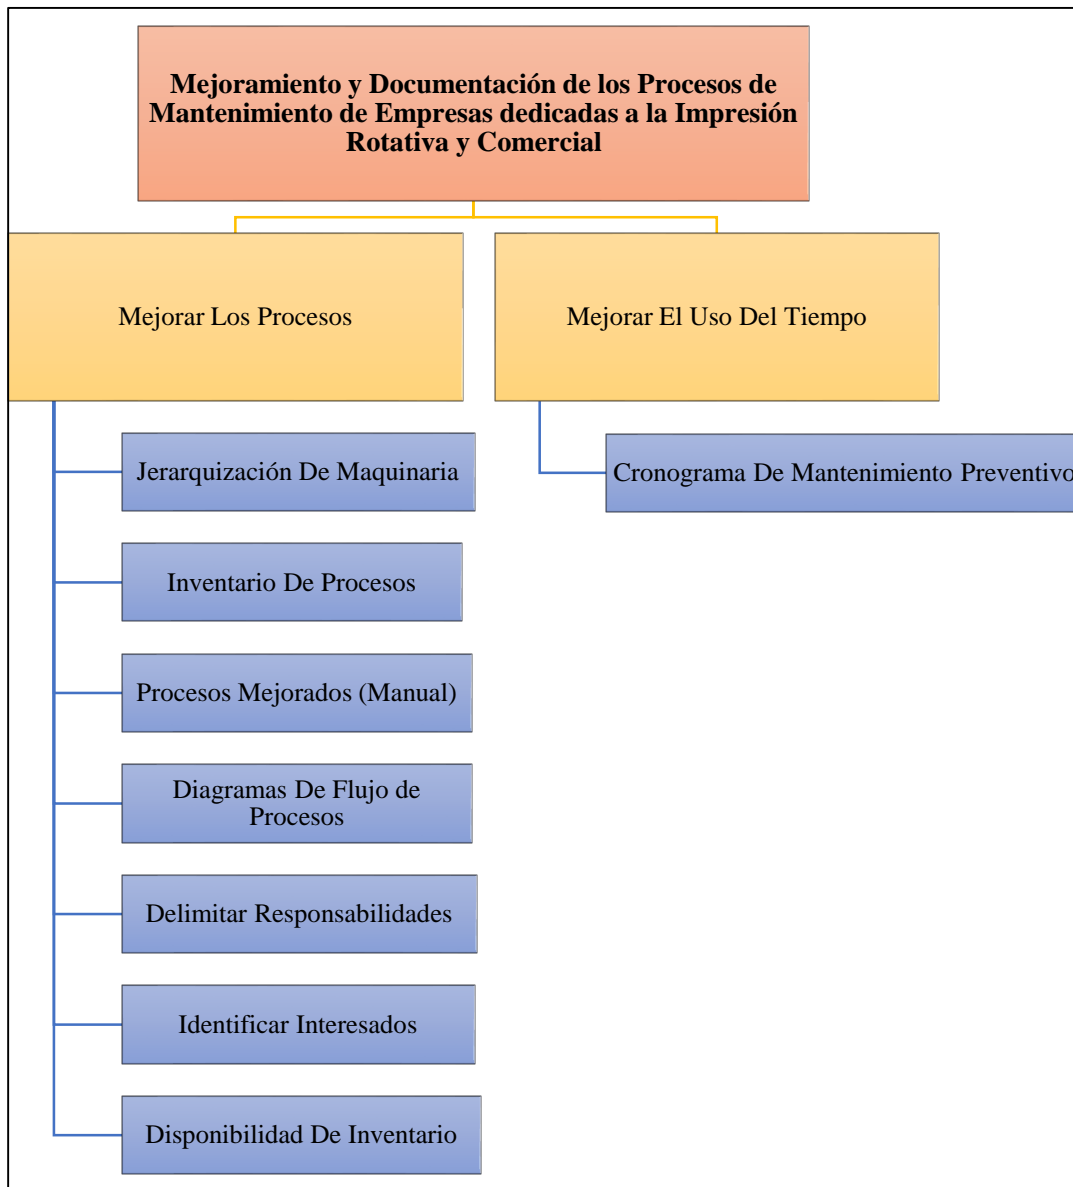 Mejoramiento y Documentación de los Procesos de
Mantenimiento de Empresas dedicadas a la Impresión
Rotativa y Comercial
Mejorar Los Procesos
Mejorar El Uso Del Tiempo
Jerarquización De Maquinaria
Cronograma De Mantenimiento Preventivo
Inventario De Procesos
Procesos Mejorados (Manual)
Diagramas De Flujo de
Procesos
Delimitar Responsabilidades
Identificar Interesados
Disponibilidad De Inventario